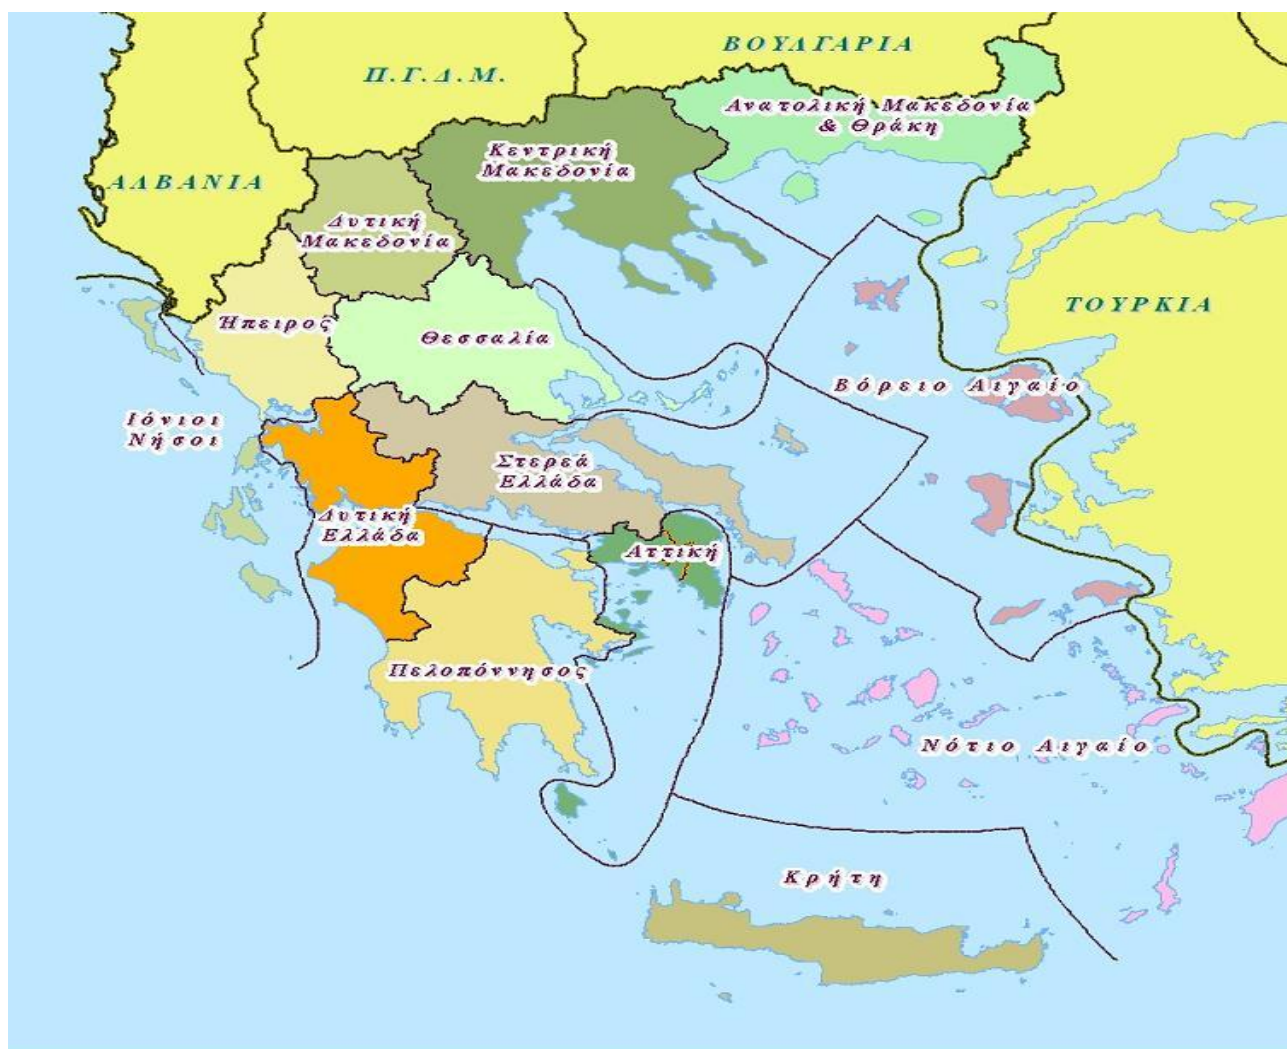 ΒΟΥΛΓΑΡΙΑ
Π.Γ.Δ.Μ.
Ανατολική Μακεδονία
& Θράκη
Κεντρική
Μακεδονία
ΑΛΒΑΝΙΑ
Δυτική
Μακεδονία
ΤΟΥΡΚΙΑ
Ήπειρος
Θεσσαλία
Βόρειο Αιγαίο
Ιόνιοι
Νήσοι
Στερεά
Ελλάδα
Δυτική
Ελλάδα
Αττική
Πελοπόννησος
Νότιο Αιγαίο
Κρήτη